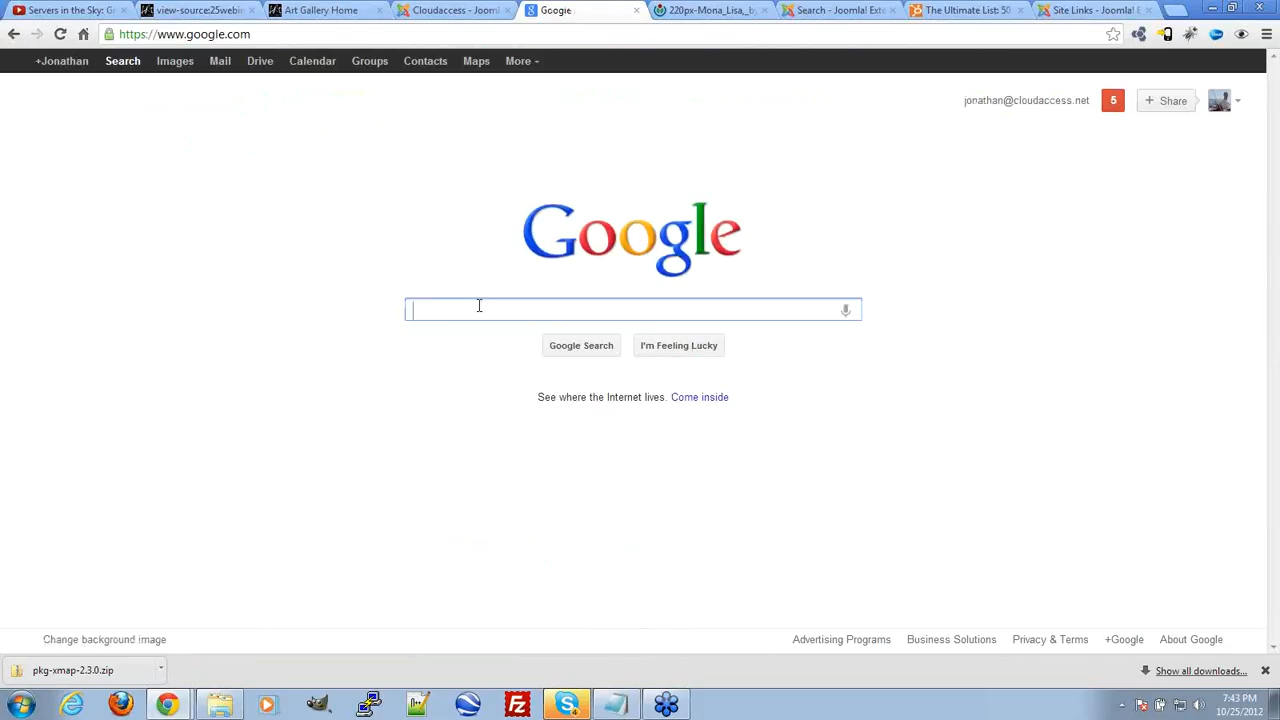 Servers in the Sky: G
view-source:25webin
Art Gallery Home
Cloudaccess - Jooml
Google
220px-Mona_Lisa,_by
Search - Joomla! Exte
The Ultimate List: 50
Site Links - Joomla! E
https://www.google.com
+Jonathan Search Images Mail Drive Calendar Groups Contacts Maps More
jonathan@cloudaccess.net 5 + Share
Google
Google Search I'm Feeling Lucky
See where the Internet lives. Come inside
Change background image Advertising Programs Business Solutions Privacy & Terms +Google About Google
pkg-xmap-2.3.0.zip Show all downloads...
7:43 PM
10/25/2012